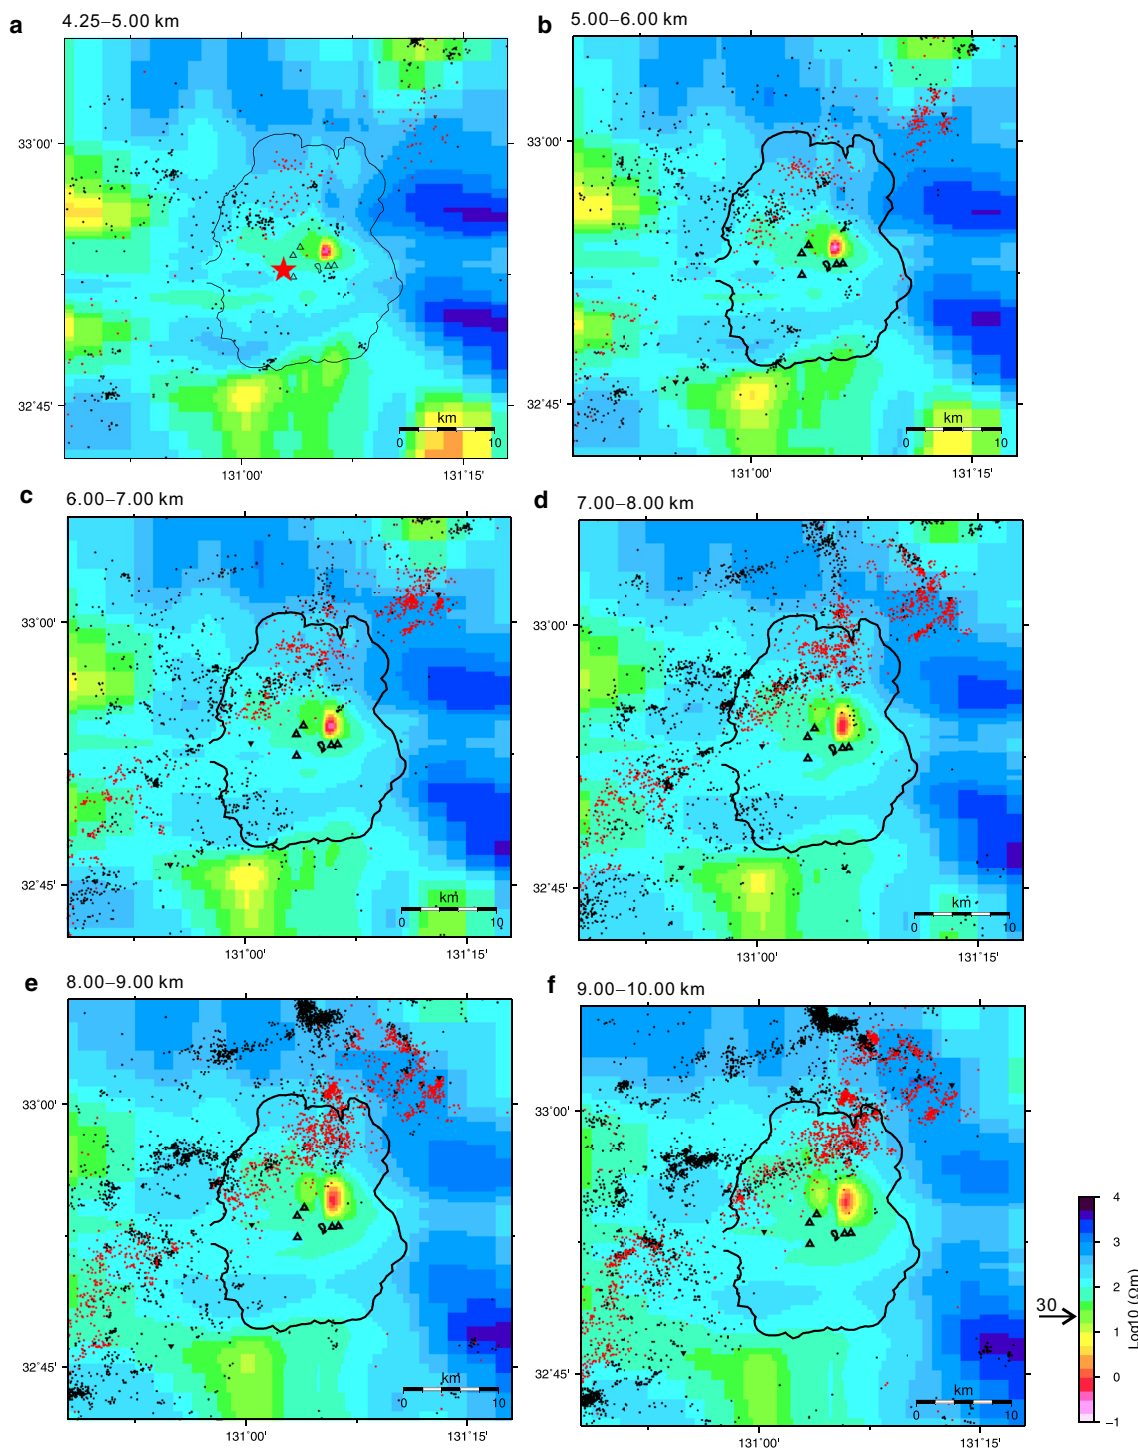 a
4.25–5.00 km
b
5.00–6.00 km
33°00'
32°45'
km
0 10
131°00' 131°15'
33°00'
32°45'
km
0 10
131°00' 131°15'
c
6.00–7.00 km
d
7.00–8.00 km
33°00'
32°45'
km
0 10
131°00' 131°15'
33°00'
32°45'
km
0 10
131°00' 131°15'
e
8.00–9.00 km
f
9.00–10.00 km
33°00'
32°45'
km
0 10
131°00' 131°15'
33°00'
32°45'
km
0 10
131°00' 131°15'
30
4
3
2
1
0
−1
Log10 (Ωm)